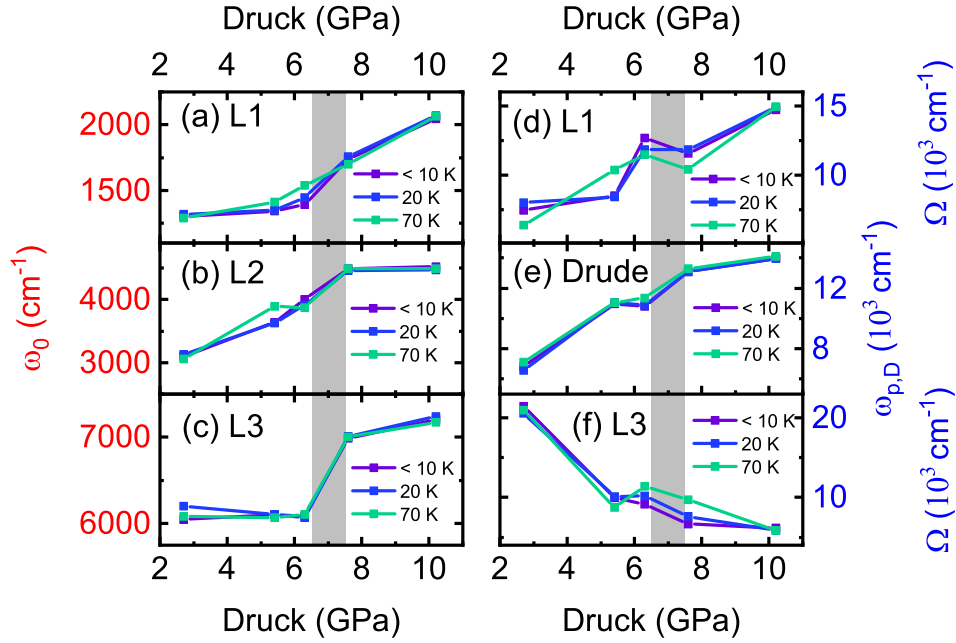 Druck (GPa)
Druck (GPa)
2 4 6 8 10
2 4 6 8 10
(a) L1
2000
1500
< 10 K
20 K
70 K
(d) L1
15
10
< 10 K
20 K
70 K
Ω (10³ cm⁻¹)
(b) L2
4500
3000
< 10 K
20 K
70 K
ω₀ (cm⁻¹)
(e) Drude
12
8
< 10 K
20 K
70 K
ωp,D (10³ cm⁻¹)
(c) L3
7000
6000
< 10 K
20 K
70 K
(f) L3
20
10
< 10 K
20 K
70 K
Ω (10³ cm⁻¹)
2 4 6 8 10
2 4 6 8 10
Druck (GPa)
Druck (GPa)